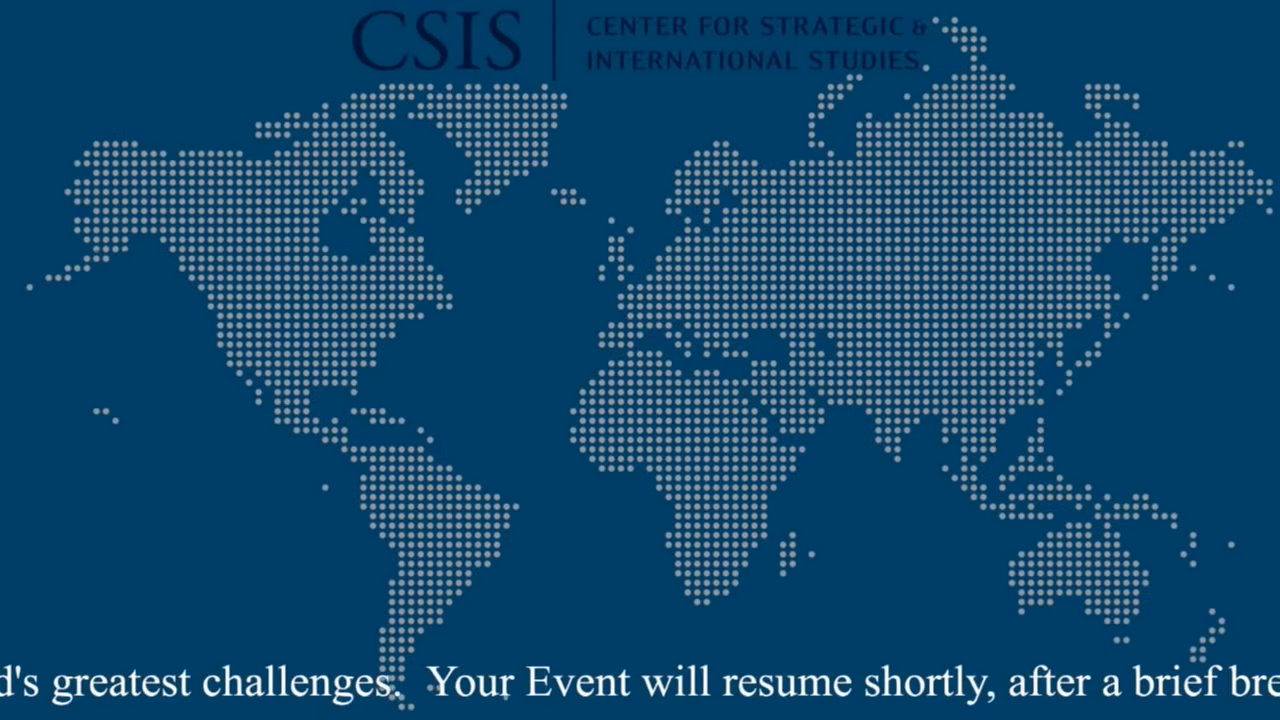 CSIS
CENTER FOR STRATEGIC &
INTERNATIONAL STUDIES
d's greatest challenges.  Your Event will resume shortly, after a brief bre